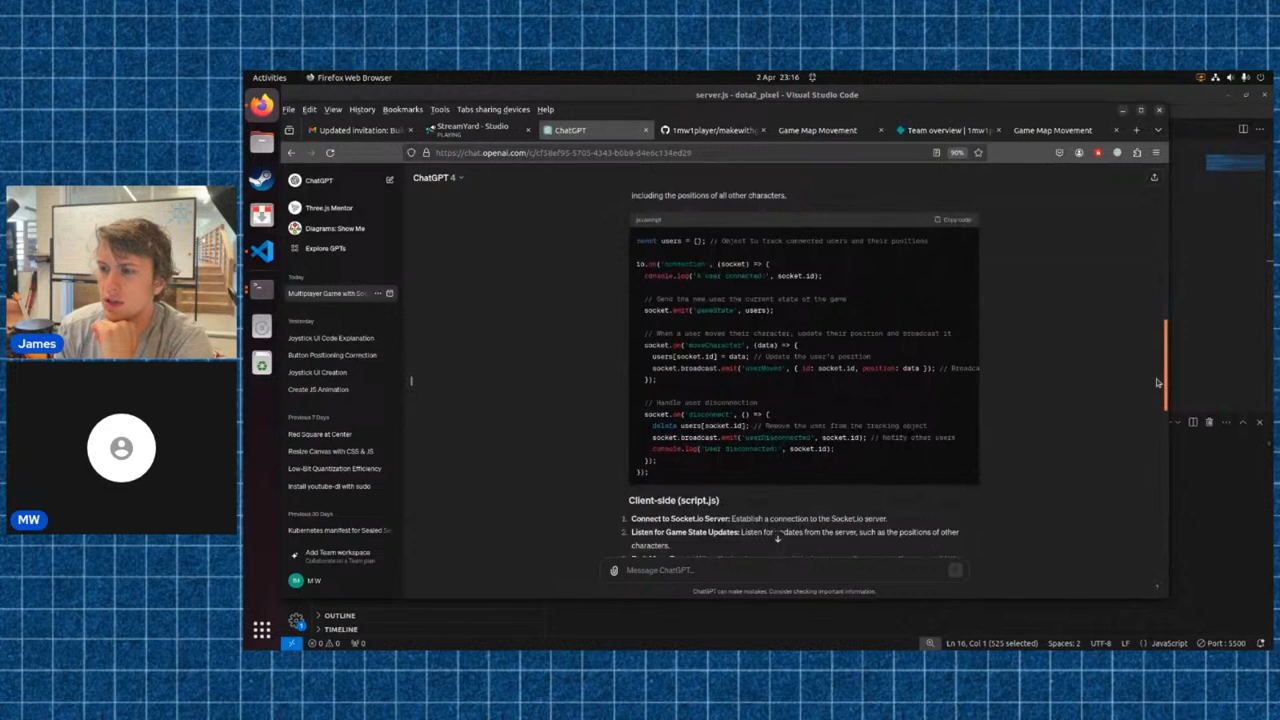 Activities
Firefox Web Browser
2 Apr 23:16
server.js - dota2_pixel - Visual Studio Code
File Edit View History Bookmarks Tools Tabs sharing devices Help
Updated invitation: Bui
StreamYard - Studio
PLAYING
ChatGPT
1mw1player/makewith
Game Map Movement
Team overview | 1mw1
Game Map Movement
https://chat.openai.com/c/
90%
ChatGPT
ChatGPT 4
Three.js Mentor
Diagrams: Show Me
Explore GPTs
Today
Multiplayer Game with Soc
Yesterday
Joystick UI Code Explanation
Button Positioning Correction
Joystick UI Creation
Create JS Animation
Previous 7 Days
Red Square at Center
Resize Canvas with CSS & JS
Low-Bit Quantization Efficiency
Install youtube-dl with sudo
Previous 30 Days
Kubernetes manifest for Sealed Se
Add Team workspace
Collaborate on a Team plan
M W
including the positions of all other characters.
javascript
Copy code
const users = {}; // Object to track connected users and their positions
io.on('connection', (socket) => {
console.log('A user connected:', socket.id);
// Send the new user the current state of the game
socket.emit('gameState', users);
// When a user moves their character, update their position and broadcast it
socket.on('moveCharacter', (data) => {
users[socket.id] = data; // Update the user's position
socket.broadcast.emit('userMoved', { id: socket.id, position: data }); // Broadca
});
// Handle user disconnection
socket.on('disconnect', () => {
delete users[socket.id]; // Remove the user from the tracking object
socket.broadcast.emit('userDisconnected', socket.id); // Notify other users
console.log('User disconnected:', socket.id);
});
});
Client-side (script.js)
1. Connect to Socket.io Server: Establish a connection to the Socket.io server.
2. Listen for Game State Updates: Listen for updates from the server, such as the positions of other
characters.
Message ChatGPT...
ChatGPT can make mistakes. Consider checking important information.
OUTLINE
TIMELINE
0 0 0
Ln 16, Col 1 (525 selected)
Spaces: 2
UTF-8
LF
JavaScript
Port : 5500
James
MW